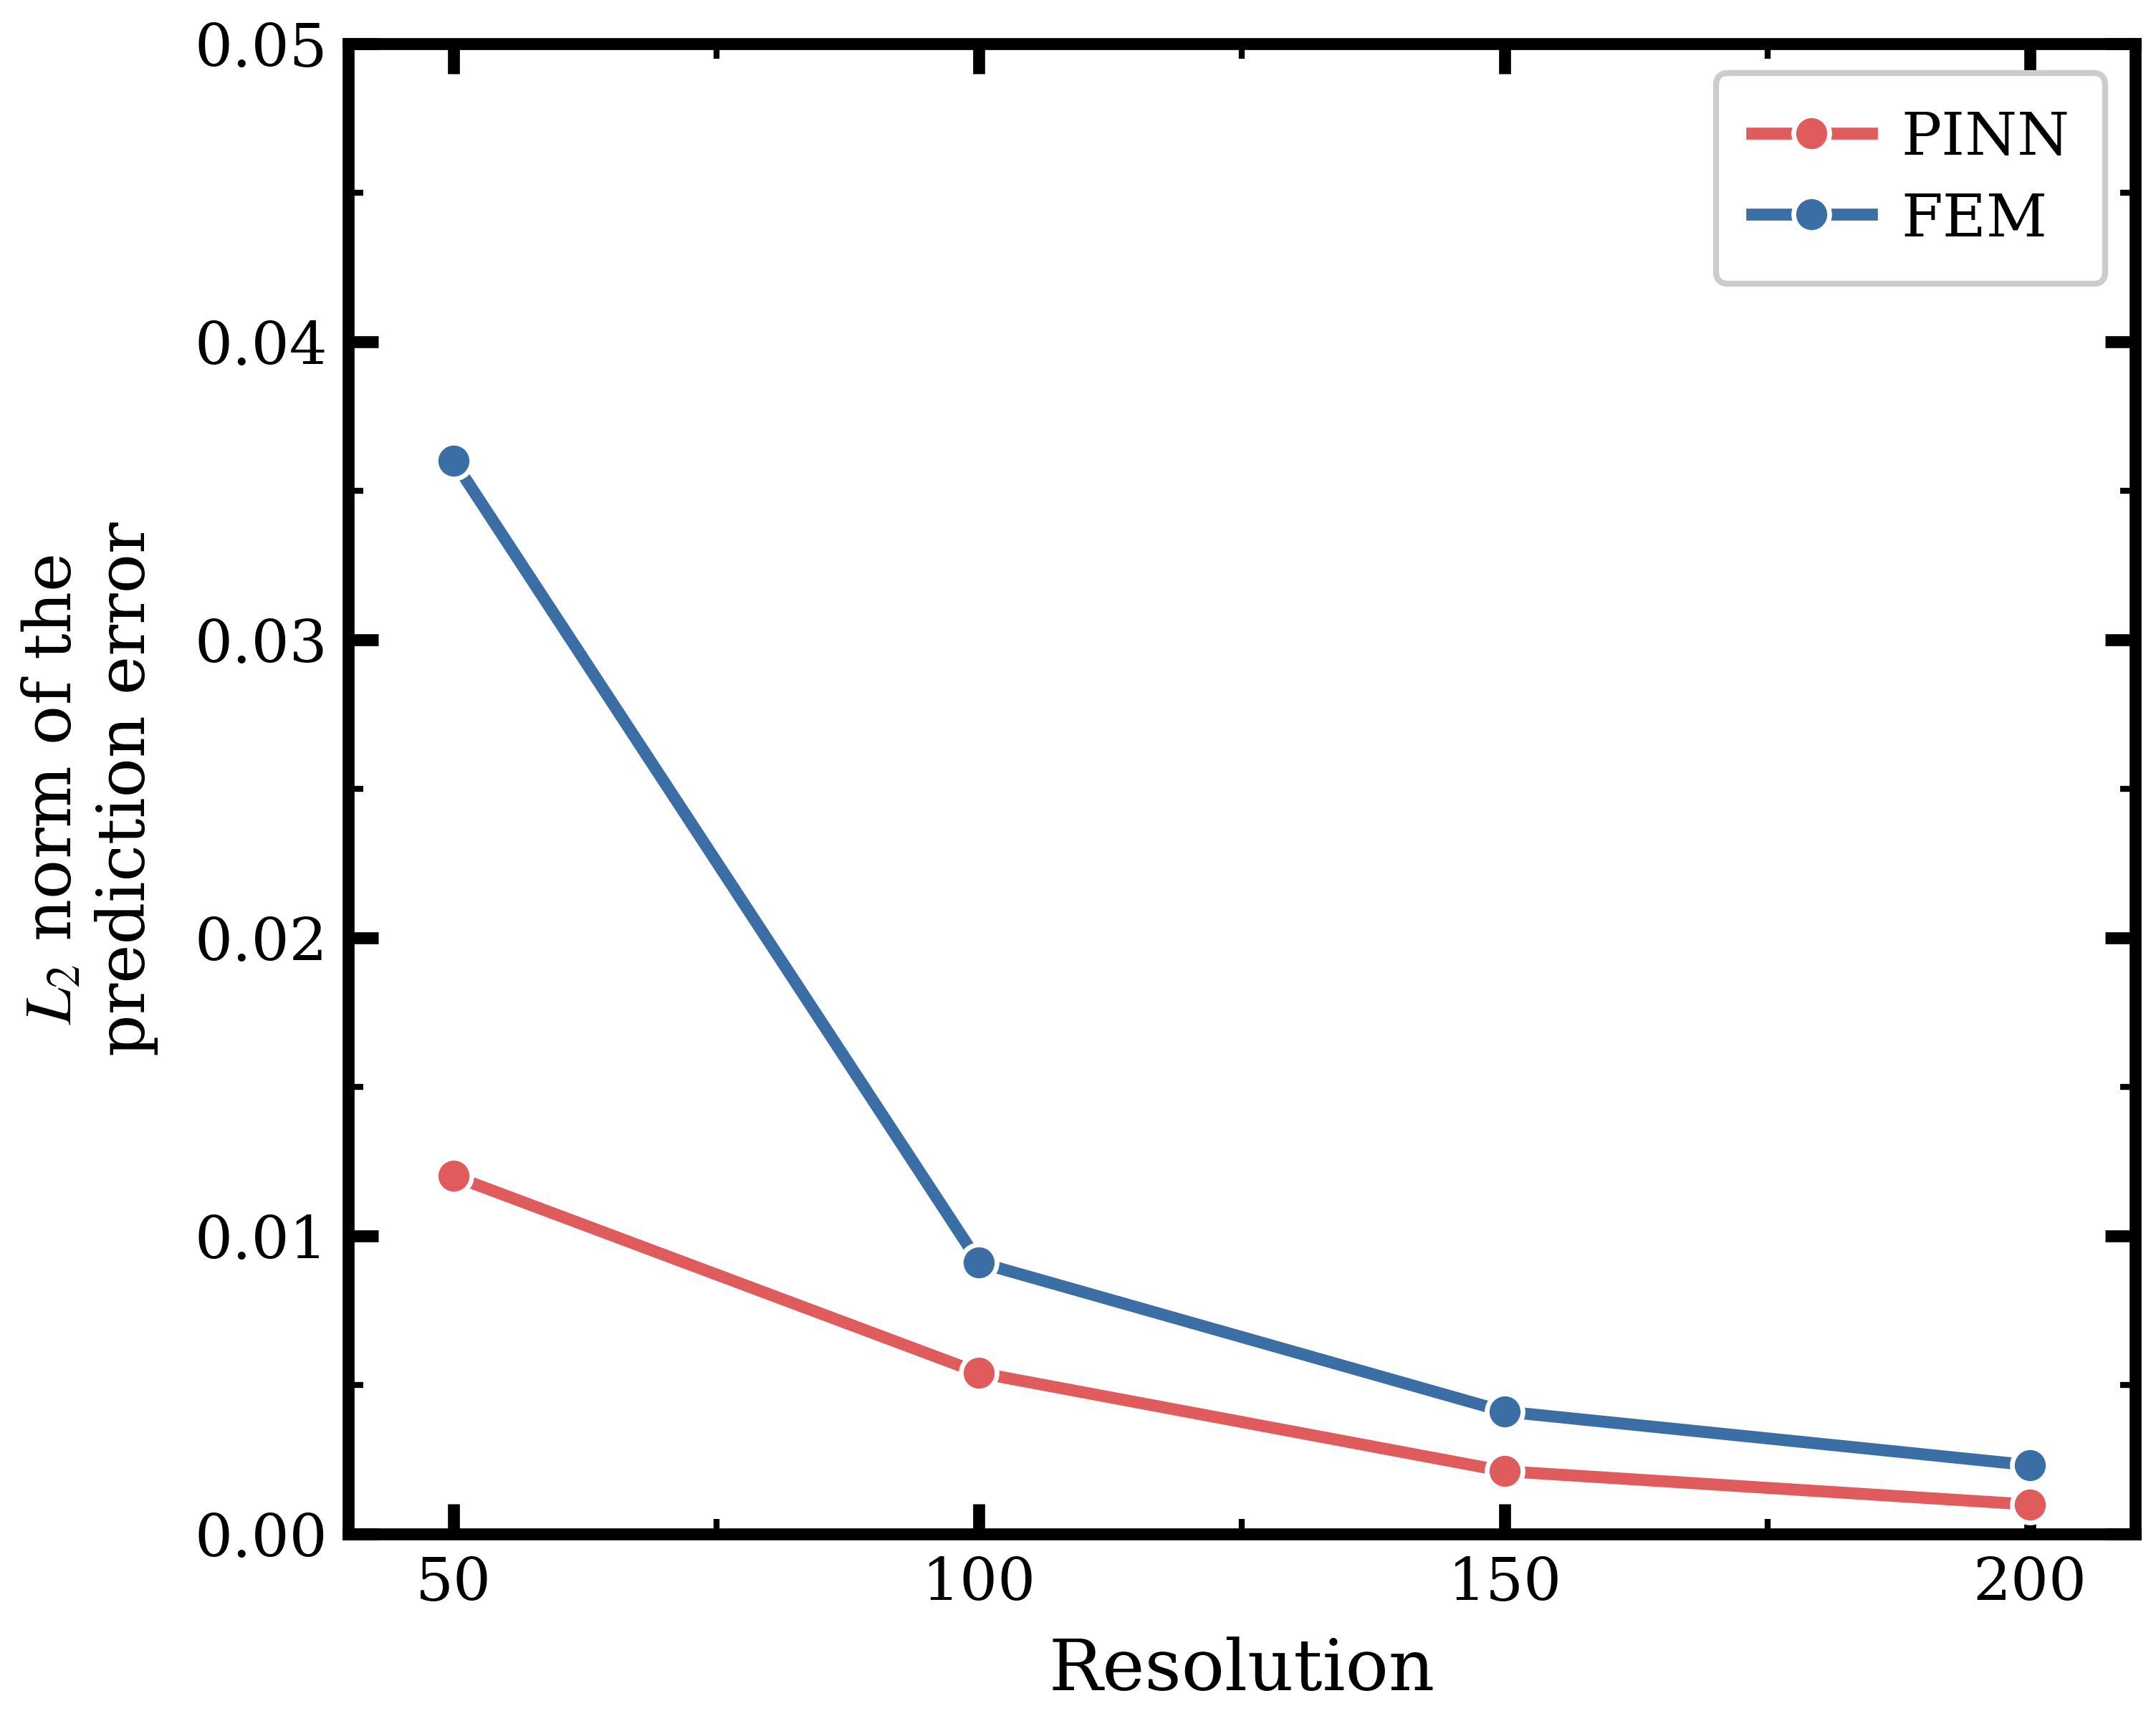 0.05
0.04
0.03
0.02
0.01
0.00
50 100 150 200
Resolution
L₂ norm of the
prediction error
PINN
FEM